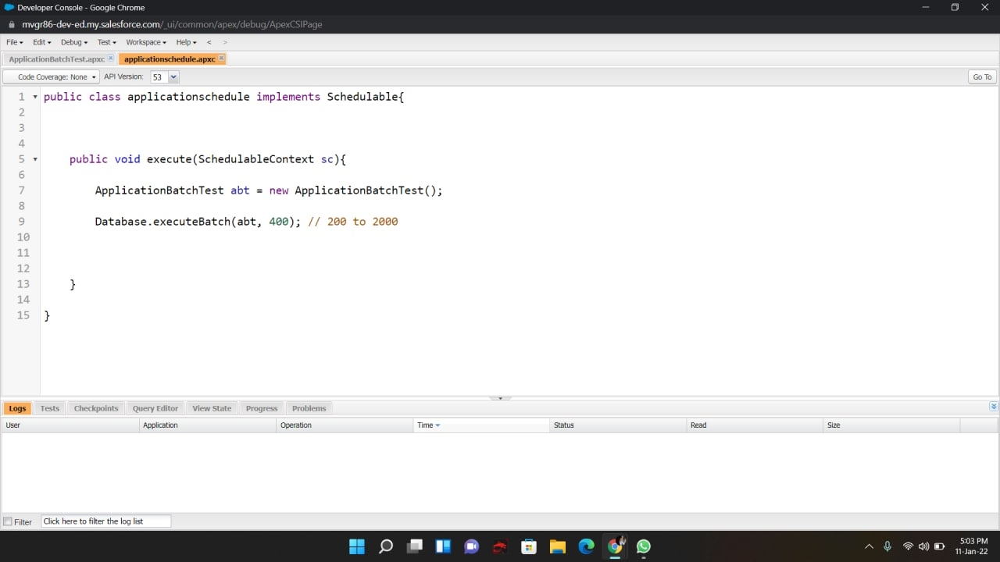 Developer Console - Google Chrome
mvgr86-dev-ed.my.salesforce.com/_ui/common/apex/debug/ApexCSIPage
File Edit Debug Test Workspace Help < >
ApplicationBatchTest.apxc applicationschedule.apxc
Code Coverage: None API Version: 53 Go To
1 public class applicationschedule implements Schedulable{
2
3
4
5 public void execute(SchedulableContext sc){
6
7 ApplicationBatchTest abt = new ApplicationBatchTest();
8
9 Database.executeBatch(abt, 400); // 200 to 2000
10
11
12
13 }
14
15 }
Logs Tests Checkpoints Query Editor View State Progress Problems
User Application Operation Time Status Read Size
Filter Click here to filter the log list
5:03 PM
11-Jan-22